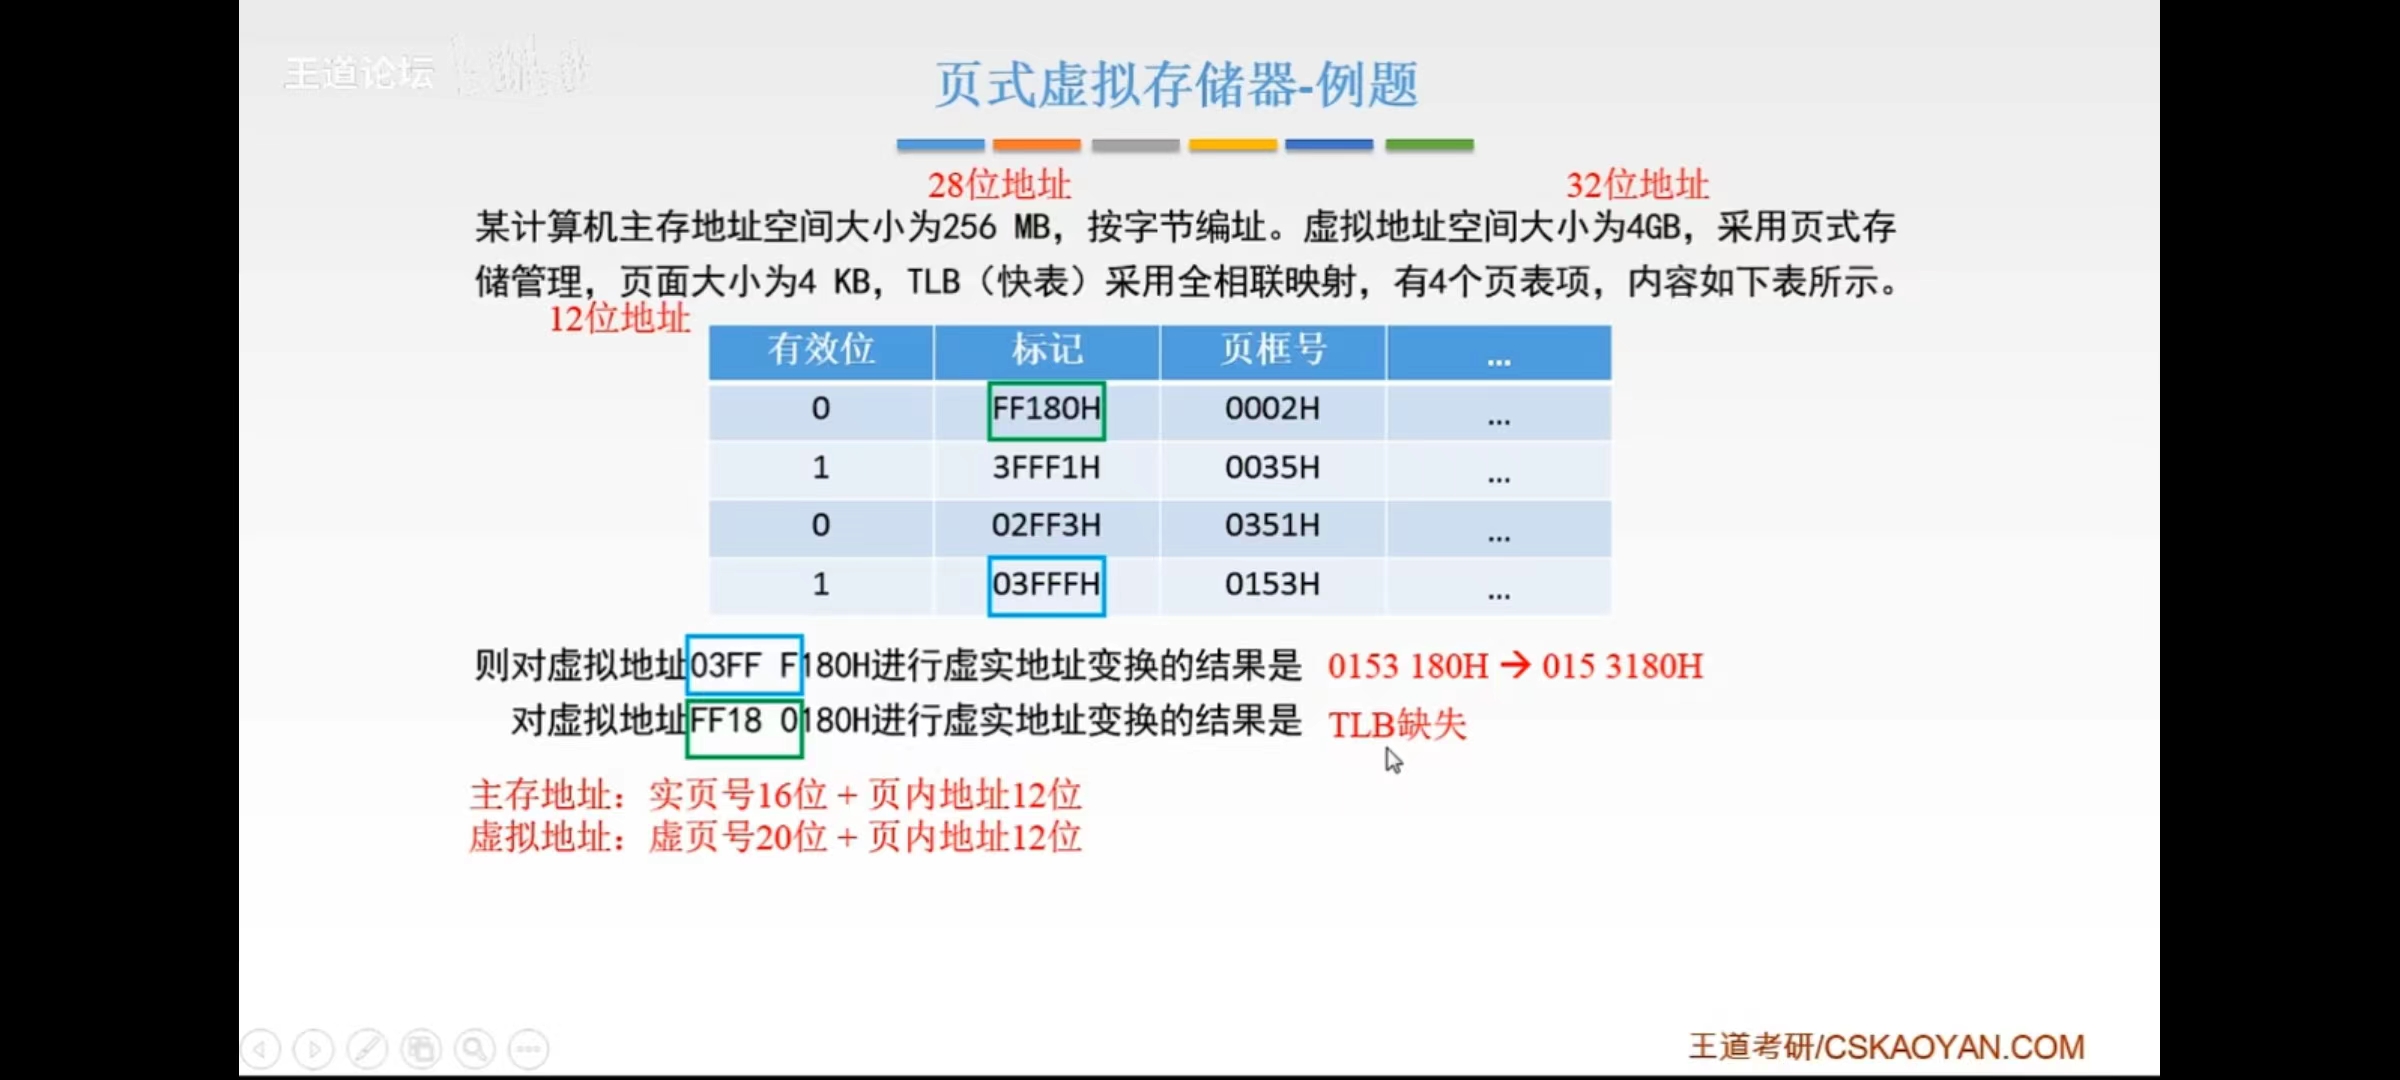 王道论坛
页式虚拟存储器-例题
28位地址
32位地址
某计算机主存地址空间大小为256 MB，按字节编址。虚拟地址空间大小为4GB，采用页式存
储管理，页面大小为4 KB，TLB（快表）采用全相联映射，有4个页表项，内容如下表所示。
12位地址
有效位 标记 页框号 ...
0 FF180H 0002H ...
1 3FFF1H 0035H ...
0 02FF3H 0351H ...
1 03FFFH 0153H ...
则对虚拟地址03FF F180H进行虚实地址变换的结果是 0153 180H → 015 3180H
对虚拟地址FF18 0180H进行虚实地址变换的结果是 TLB缺失
主存地址：实页号16位 + 页内地址12位
虚拟地址：虚页号20位 + 页内地址12位
王道考研/CSKAOYAN.COM